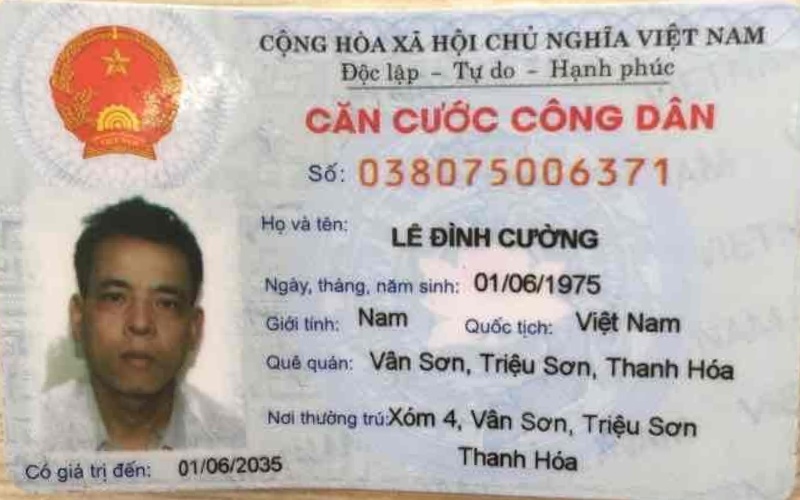 CỘNG HÒA XÃ HỘI CHỦ NGHĨA VIỆT NAM
Độc lập - Tự do - Hạnh phúc
CĂN CƯỚC CÔNG DÂN
Số: 038075006371
Họ và tên: LÊ ĐÌNH CƯỜNG
Ngày, tháng, năm sinh: 01/06/1975
Giới tính: Nam Quốc tịch: Việt Nam
Quê quán: Vân Sơn, Triệu Sơn, Thanh Hóa
Nơi thường trú: Xóm 4, Vân Sơn, Triệu Sơn
Thanh Hóa
Có giá trị đến: 01/06/2035